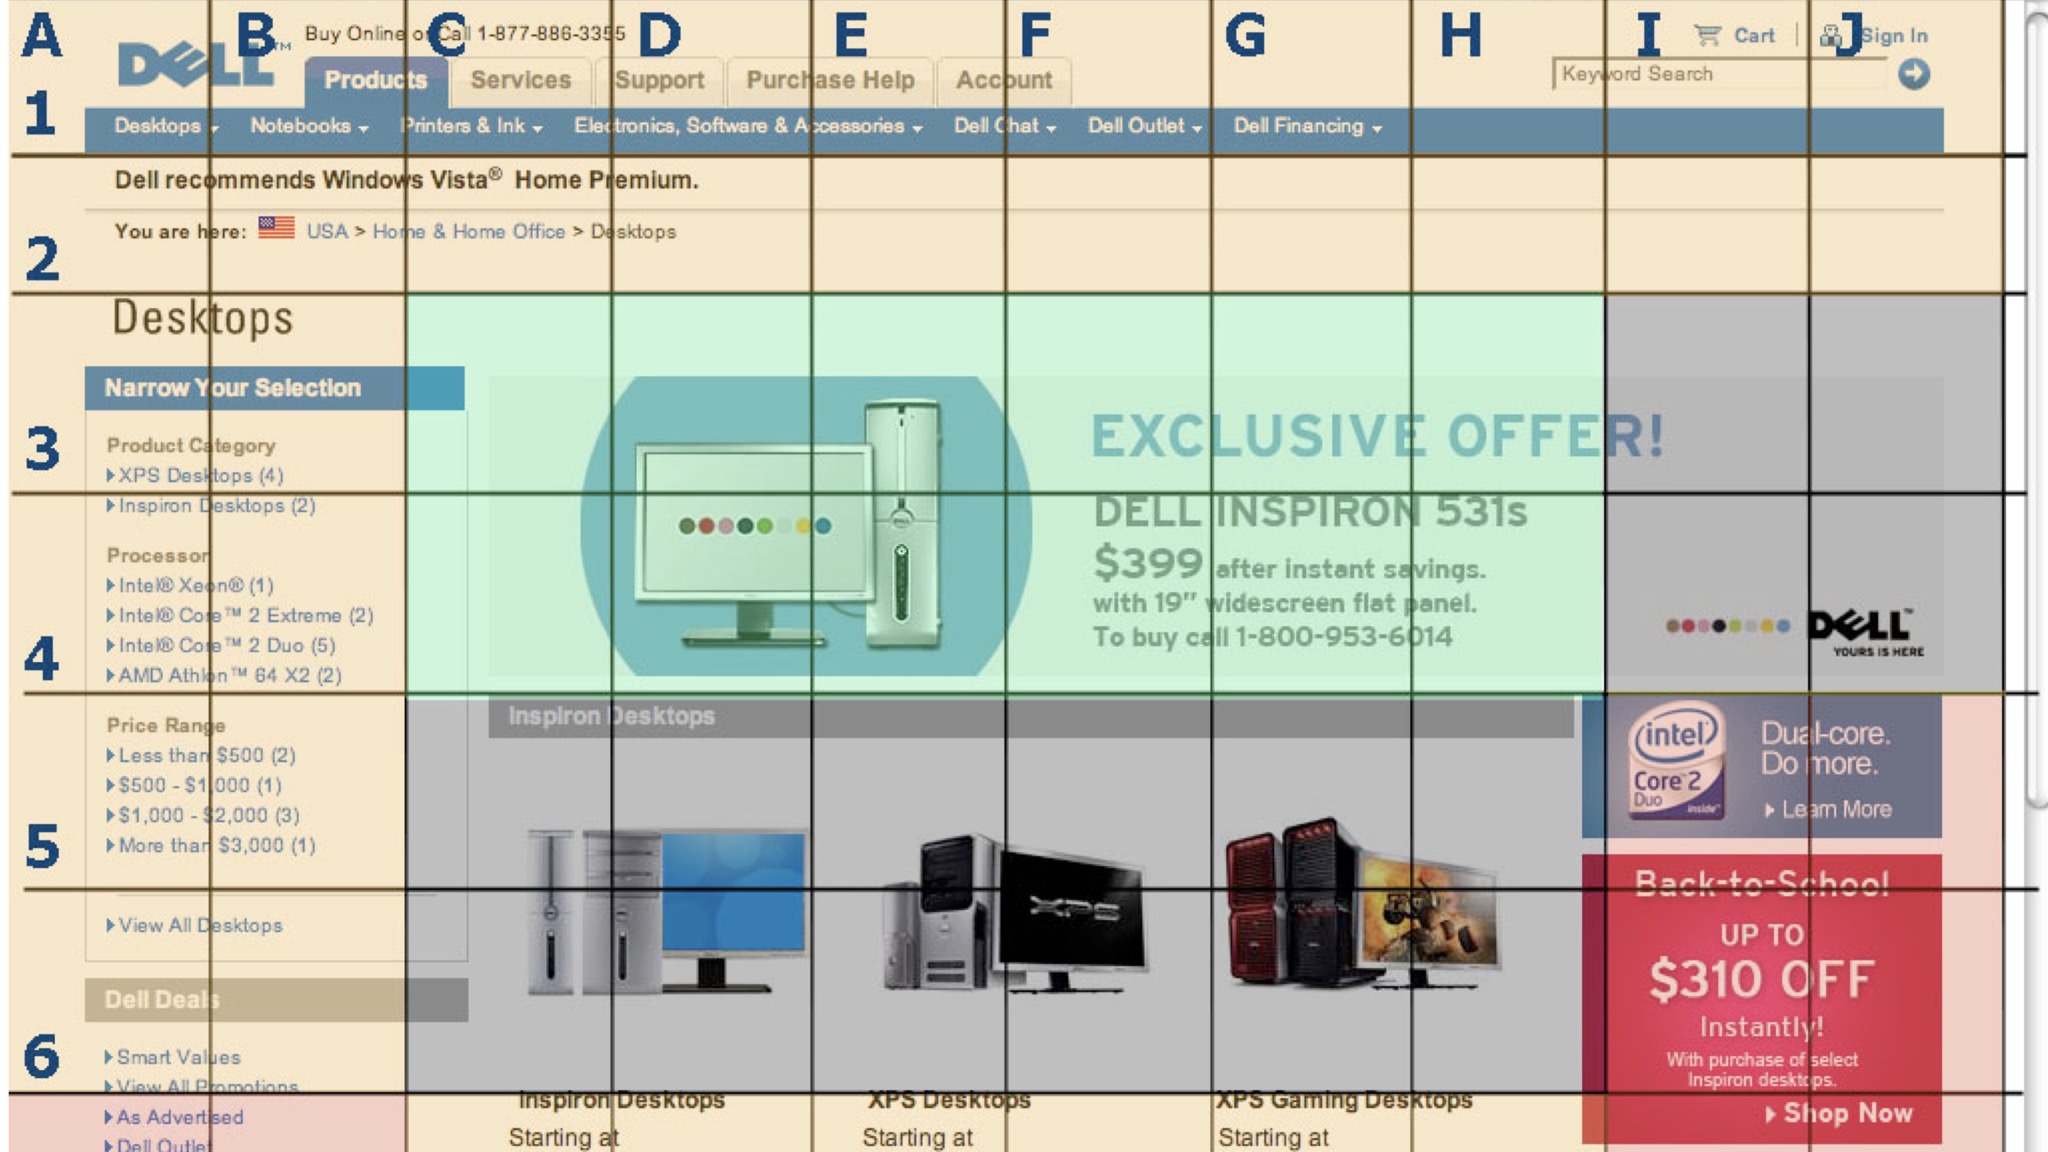 A B C D E F G H I J
Buy Online or Call 1-877-886-3355
Cart | Sign In
DELL™
Products Services Support Purchase Help Account
Keyword Search
1
Desktops Notebooks Printers & Ink Electronics, Software & Accessories Dell Chat Dell Outlet Dell Financing
Dell recommends Windows Vista® Home Premium.
2
You are here: USA > Home & Home Office > Desktops
Desktops
Narrow Your Selection
3
Product Category
XPS Desktops (4)
Inspiron Desktops (2)
Processor
Intel® Xeon® (1)
Intel® Core™ 2 Extreme (2)
4
Intel® Core™ 2 Duo (5)
AMD Athlon™ 64 X2 (2)
Price Range
Less than $500 (2)
$500 - $1,000 (1)
$1,000 - $2,000 (3)
5
More than $3,000 (1)
View All Desktops
Dell Deals
6
Smart Values
View All Promotions
As Advertised
Dell Outlet
EXCLUSIVE OFFER!
DELL INSPIRON 531s
$399 after instant savings.
with 19" widescreen flat panel.
To buy call 1-800-953-6014
DELL™
YOURS IS HERE
Inspiron Desktops
XPS
Inspiron Desktops
Starting at
XPS Desktops
Starting at
XPS Gaming Desktops
Starting at
intel
Core™2
Duo inside™
Dual-core.
Do more.
Learn More
Back-to-School!
UP TO
$310 OFF
Instantly!
With purchase of select
Inspiron desktops.
Shop Now